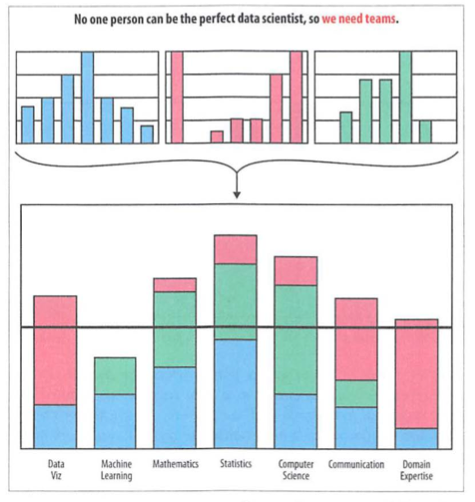 No one person can be the perfect data scientist, so we need teams.
Data
Viz
Machine
Learning
Mathematics
Statistics
Computer
Science
Communication
Domain
Expertise